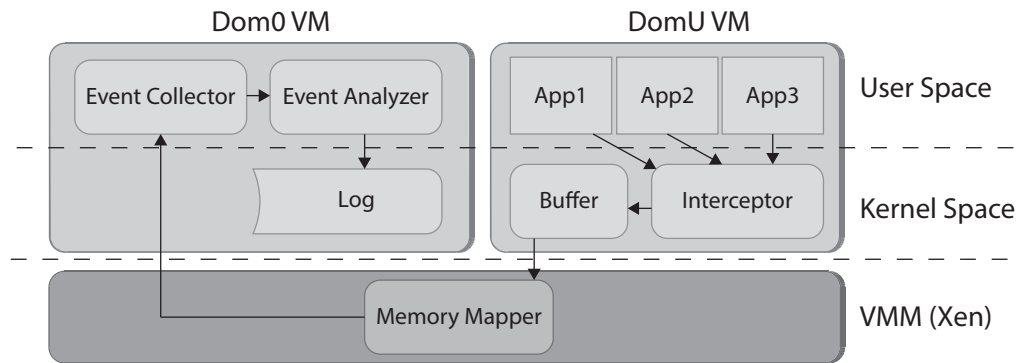 Dom0 VM
DomU VM
Event Collector
Event Analyzer
App1
App2
App3
User Space
Log
Buffer
Interceptor
Kernel Space
Memory Mapper
VMM (Xen)